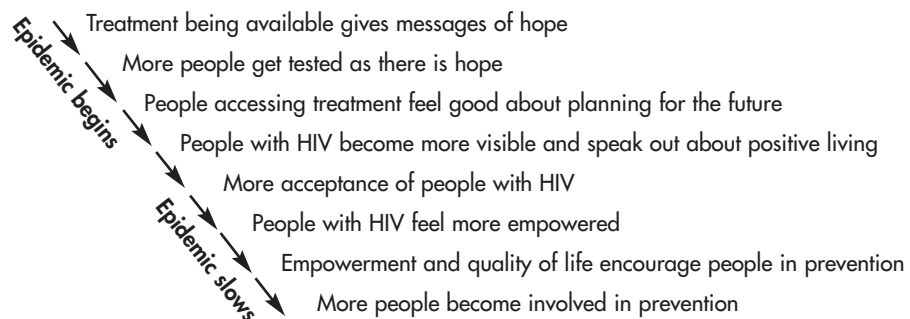 Treatment being available gives messages of hope
More people get tested as there is hope
People accessing treatment feel good about planning for the future
People with HIV become more visible and speak out about positive living
More acceptance of people with HIV
People with HIV feel more empowered
Empowerment and quality of life encourage people in prevention
More people become involved in prevention
Epidemic begins
Epidemic slows